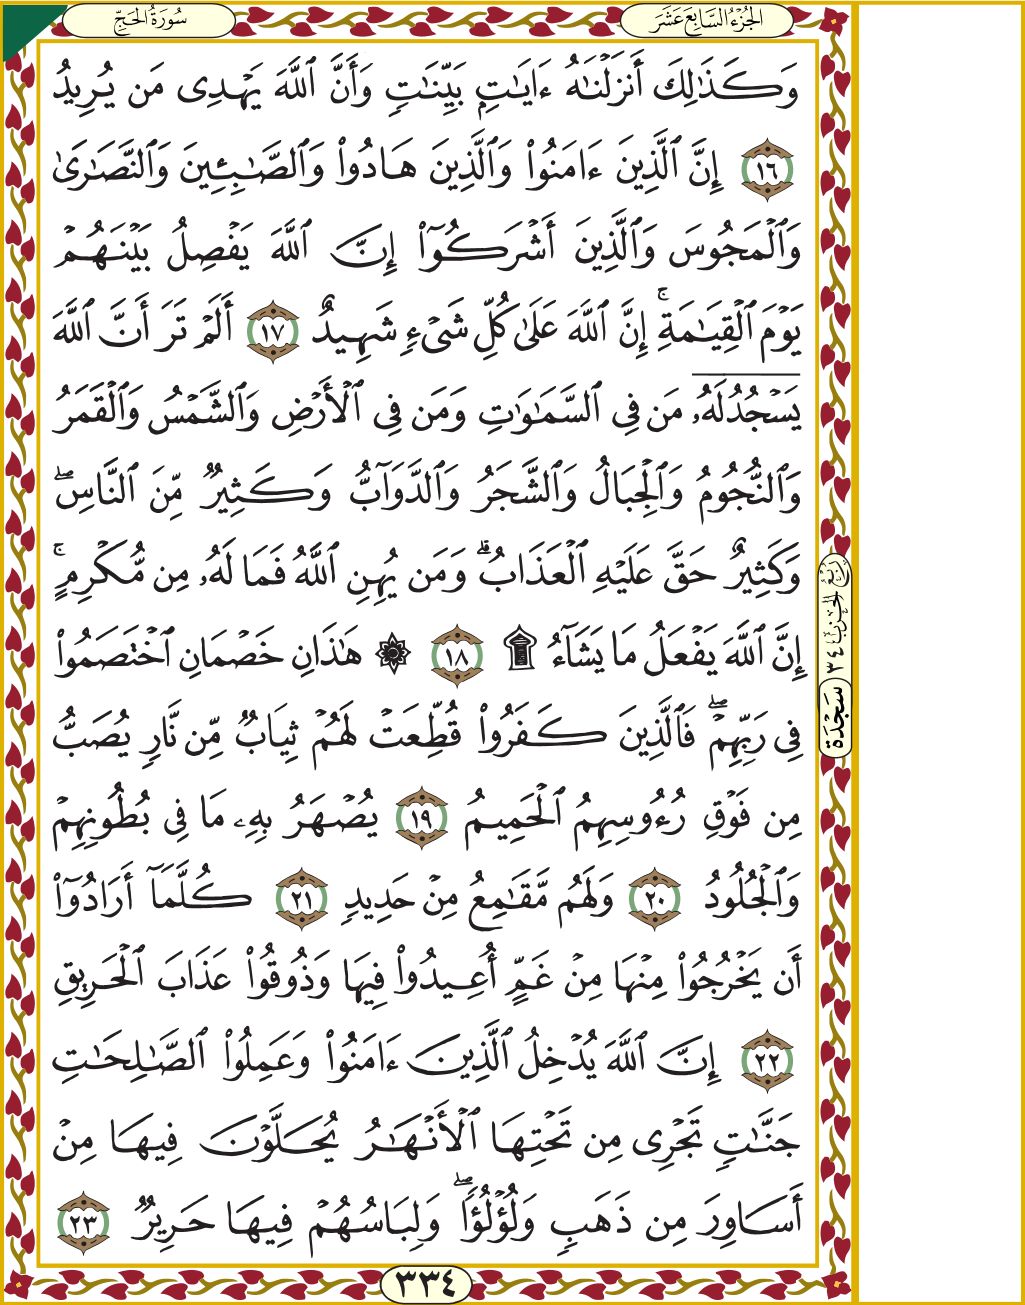 الجزء السابع عشر
سورة الحج
وَكَذَٰلِكَ أَنزَلْنَٰهُ ءَايَٰتٍۭ بَيِّنَٰتٍ وَأَنَّ ٱللَّهَ يَهْدِى مَن يُرِيدُ
١٦ إِنَّ ٱلَّذِينَ ءَامَنُوا۟ وَٱلَّذِينَ هَادُوا۟ وَٱلصَّٰبِـِٔينَ وَٱلنَّصَٰرَىٰ
وَٱلْمَجُوسَ وَٱلَّذِينَ أَشْرَكُوٓا۟ إِنَّ ٱللَّهَ يَفْصِلُ بَيْنَهُمْ
يَوْمَ ٱلْقِيَٰمَةِ ۚ إِنَّ ٱللَّهَ عَلَىٰ كُلِّ شَىْءٍ شَهِيدٌ ١٧ أَلَمْ تَرَ أَنَّ ٱللَّهَ
يَسْجُدُ لَهُۥ مَن فِى ٱلسَّمَٰوَٰتِ وَمَن فِى ٱلْأَرْضِ وَٱلشَّمْسُ وَٱلْقَمَرُ
وَٱلنُّجُومُ وَٱلْجِبَالُ وَٱلشَّجَرُ وَٱلدَّوَآبُّ وَكَثِيرٌ مِّنَ ٱلنَّاسِ ۖ
وَكَثِيرٌ حَقَّ عَلَيْهِ ٱلْعَذَابُ ۗ وَمَن يُهِنِ ٱللَّهُ فَمَا لَهُۥ مِن مُّكْرِمٍ ۚ
إِنَّ ٱللَّهَ يَفْعَلُ مَا يَشَآءُ ۩ ١٨ ۞ هَٰذَانِ خَصْمَانِ ٱخْتَصَمُوا۟
فِى رَبِّهِمْ ۖ فَٱلَّذِينَ كَفَرُوا۟ قُطِّعَتْ لَهُمْ ثِيَابٌ مِّن نَّارٍ يُصَبُّ
مِن فَوْقِ رُءُوسِهِمُ ٱلْحَمِيمُ ١٩ يُصْهَرُ بِهِۦ مَا فِى بُطُونِهِمْ
وَٱلْجُلُودُ ٢٠ وَلَهُم مَّقَٰمِعُ مِنْ حَدِيدٍ ٢١ كُلَّمَآ أَرَادُوٓا۟
أَن يَخْرُجُوا۟ مِنْهَا مِنْ غَمٍّ أُعِيدُوا۟ فِيهَا وَذُوقُوا۟ عَذَابَ ٱلْحَرِيقِ
٢٢ إِنَّ ٱللَّهَ يُدْخِلُ ٱلَّذِينَ ءَامَنُوا۟ وَعَمِلُوا۟ ٱلصَّٰلِحَٰتِ
جَنَّٰتٍ تَجْرِى مِن تَحْتِهَا ٱلْأَنْهَٰرُ يُحَلَّوْنَ فِيهَا مِنْ
أَسَاوِرَ مِن ذَهَبٍ وَلُؤْلُؤًا ۖ وَلِبَاسُهُمْ فِيهَا حَرِيرٌ ٢٣
ربع الحزب ٣٤
سجدة
٣٣٤